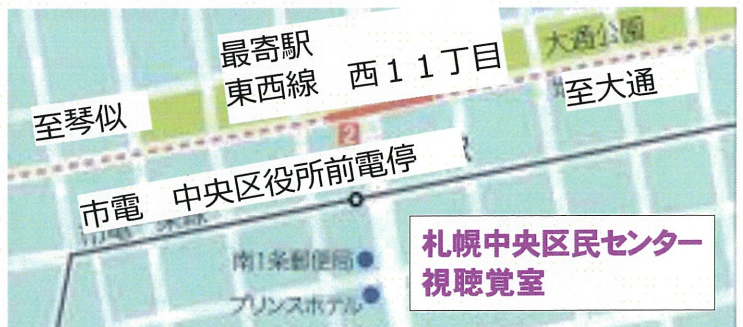 最寄駅
東西線　西１１丁目
大通公園
至琴似
至大通
2
市電　中央区役所前電停
札幌中央区民センター
視聴覚室
南1条郵便局
プリンスホテル